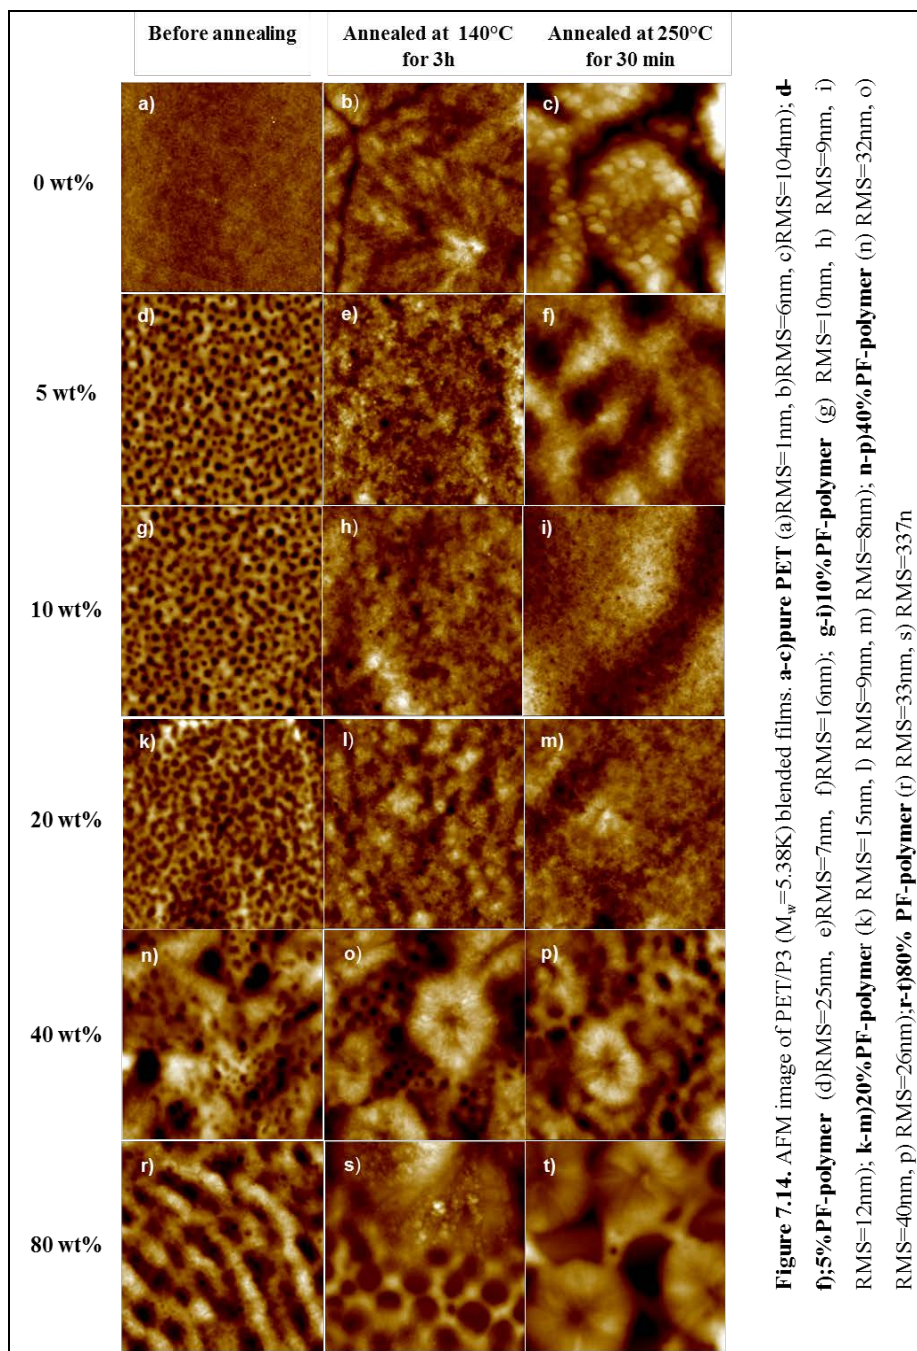 Before annealing
Annealed at 140°C
for 3h
Annealed at 250°C
for 30 min
0 wt%
a)
b)
c)
5 wt%
d)
e)
f)
10 wt%
g)
h)
i)
20 wt%
k)
l)
m)
40 wt%
n)
o)
p)
80 wt%
r)
s)
t)
Figure 7.14. AFM image of PET/P3 (Mw=5.38K) blended films. a-c)pure PET (a)RMS=1nm, b)RMS=6nm, c)RMS=104nm); d-
f);5%PF-polymer (d)RMS=25nm, e)RMS=7nm, f)RMS=16nm); g-i)10%PF-polymer (g) RMS=10nm, h) RMS=9nm, i)
RMS=12nm); k-m)20%PF-polymer (k) RMS=15nm, l) RMS=9nm, m) RMS=8nm); n-p)40%PF-polymer (n) RMS=32nm, o)
RMS=40nm, p) RMS=26nm);r-t)80% PF-polymer (r) RMS=33nm, s) RMS=337n